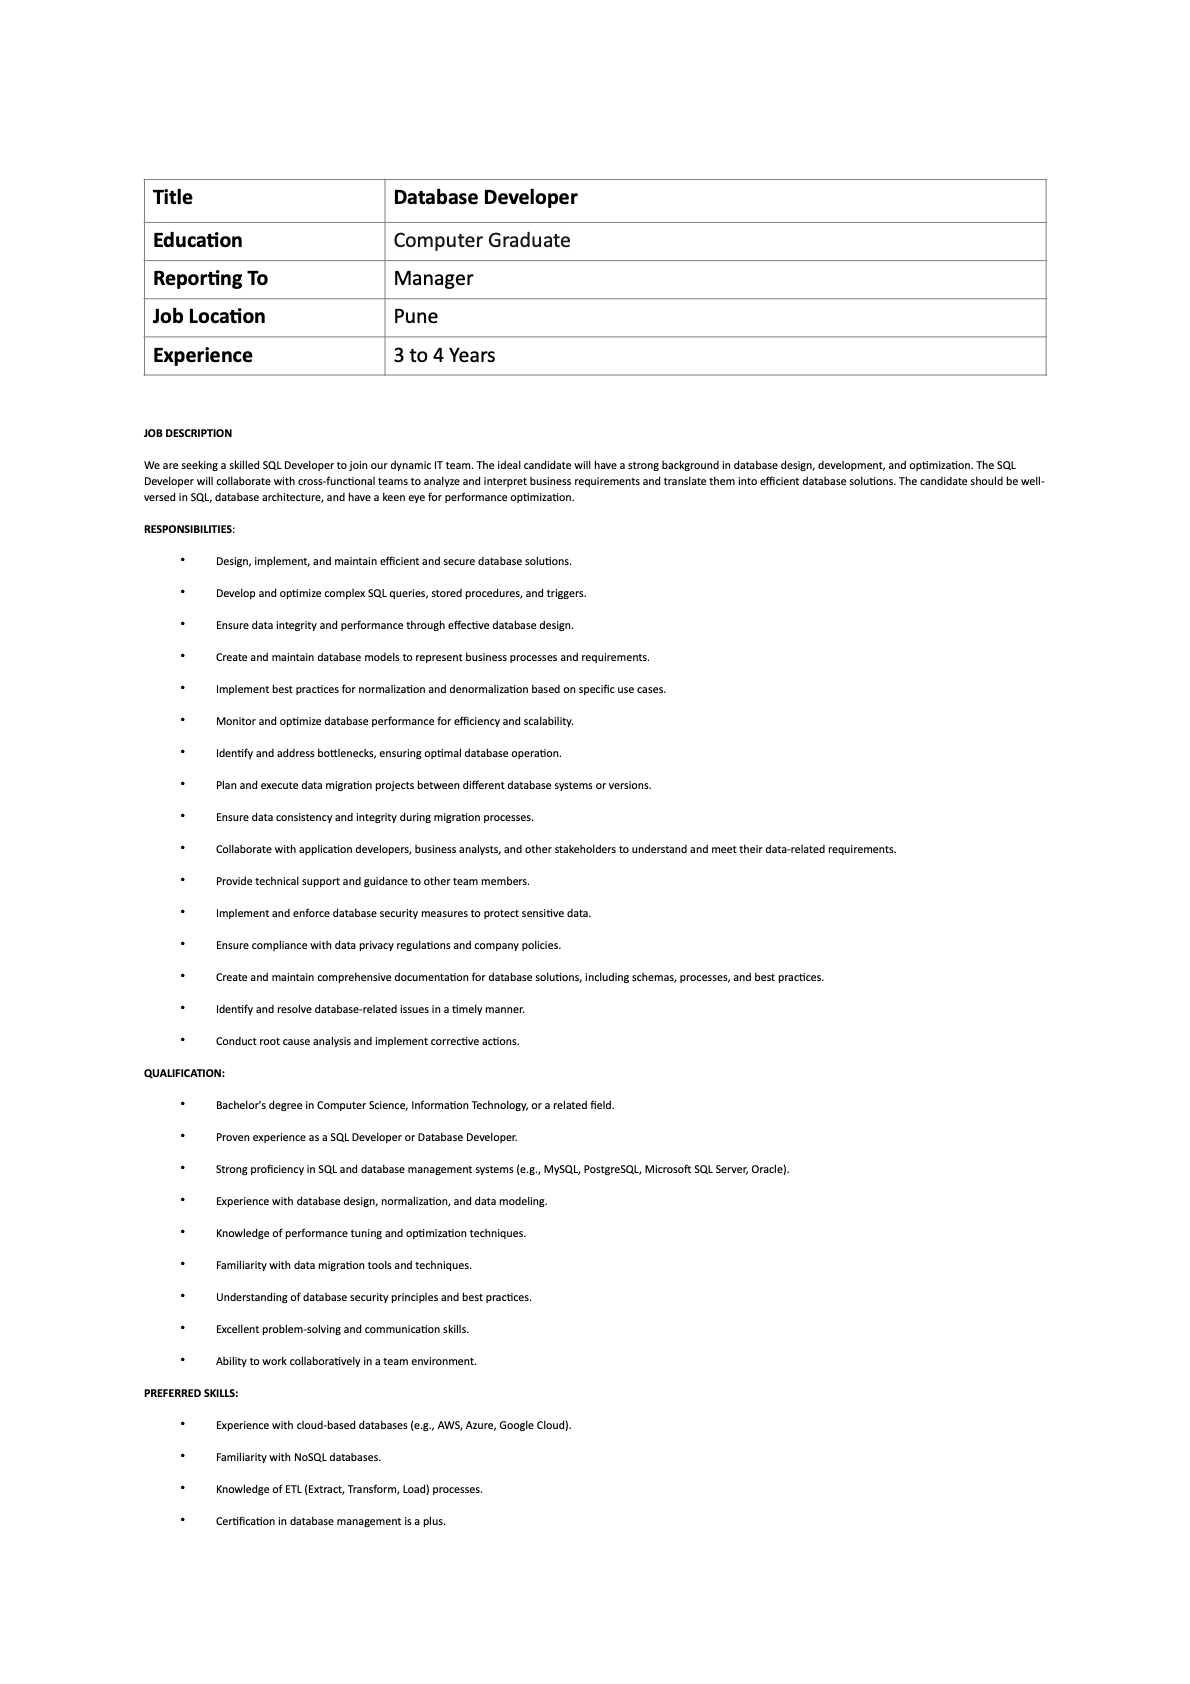 Title Database Developer
Education Computer Graduate
Reporting To Manager
Job Location Pune
Experience 3 to 4 Years
JOB DESCRIPTION
We are seeking a skilled SQL Developer to join our dynamic IT team. The ideal candidate will have a strong background in database design, development, and optimization. The SQL
Developer will collaborate with cross-functional teams to analyze and interpret business requirements and translate them into efficient database solutions. The candidate should be well-
versed in SQL, database architecture, and have a keen eye for performance optimization.
RESPONSIBILITIES:
• Design, implement, and maintain efficient and secure database solutions.
• Develop and optimize complex SQL queries, stored procedures, and triggers.
• Ensure data integrity and performance through effective database design.
• Create and maintain database models to represent business processes and requirements.
• Implement best practices for normalization and denormalization based on specific use cases.
• Monitor and optimize database performance for efficiency and scalability.
• Identify and address bottlenecks, ensuring optimal database operation.
• Plan and execute data migration projects between different database systems or versions.
• Ensure data consistency and integrity during migration processes.
• Collaborate with application developers, business analysts, and other stakeholders to understand and meet their data-related requirements.
• Provide technical support and guidance to other team members.
• Implement and enforce database security measures to protect sensitive data.
• Ensure compliance with data privacy regulations and company policies.
• Create and maintain comprehensive documentation for database solutions, including schemas, processes, and best practices.
• Identify and resolve database-related issues in a timely manner.
• Conduct root cause analysis and implement corrective actions.
QUALIFICATION:
• Bachelor's degree in Computer Science, Information Technology, or a related field.
• Proven experience as a SQL Developer or Database Developer.
• Strong proficiency in SQL and database management systems (e.g., MySQL, PostgreSQL, Microsoft SQL Server, Oracle).
• Experience with database design, normalization, and data modeling.
• Knowledge of performance tuning and optimization techniques.
• Familiarity with data migration tools and techniques.
• Understanding of database security principles and best practices.
• Excellent problem-solving and communication skills.
• Ability to work collaboratively in a team environment.
PREFERRED SKILLS:
• Experience with cloud-based databases (e.g., AWS, Azure, Google Cloud).
• Familiarity with NoSQL databases.
• Knowledge of ETL (Extract, Transform, Load) processes.
• Certification in database management is a plus.